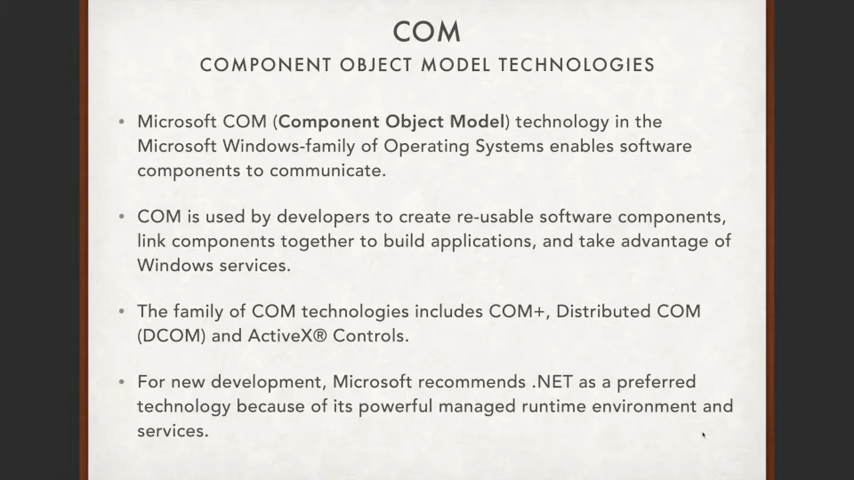 COM
COMPONENT OBJECT MODEL TECHNOLOGIES
• Microsoft COM (Component Object Model) technology in the
Microsoft Windows-family of Operating Systems enables software
components to communicate.
• COM is used by developers to create re-usable software components,
link components together to build applications, and take advantage of
Windows services.
• The family of COM technologies includes COM+, Distributed COM
(DCOM) and ActiveX® Controls.
• For new development, Microsoft recommends .NET as a preferred
technology because of its powerful managed runtime environment and
services.